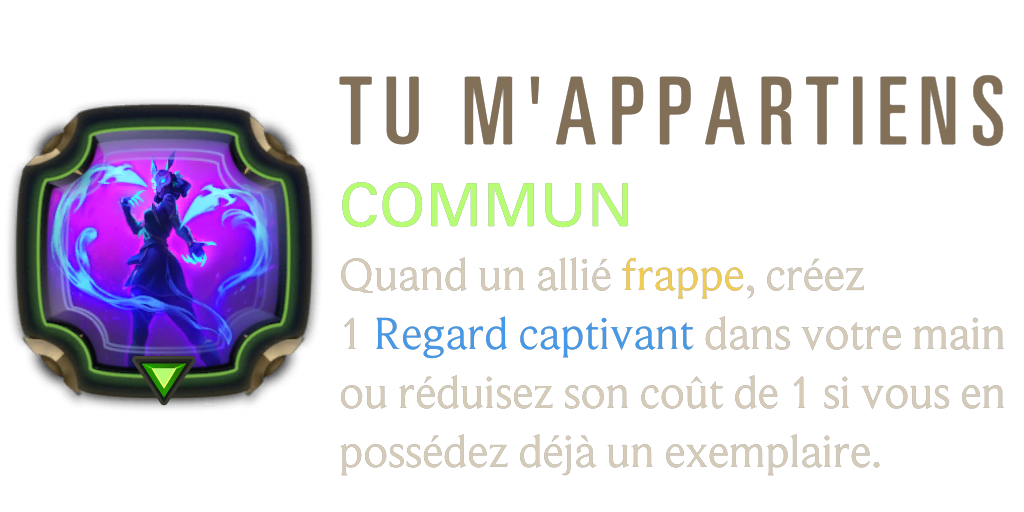 TU M'APPARTIENS
COMMUN
Quand un allié frappe, créez
1 Regard captivant dans votre main
ou réduisez son coût de 1 si vous en
possédez déjà un exemplaire.